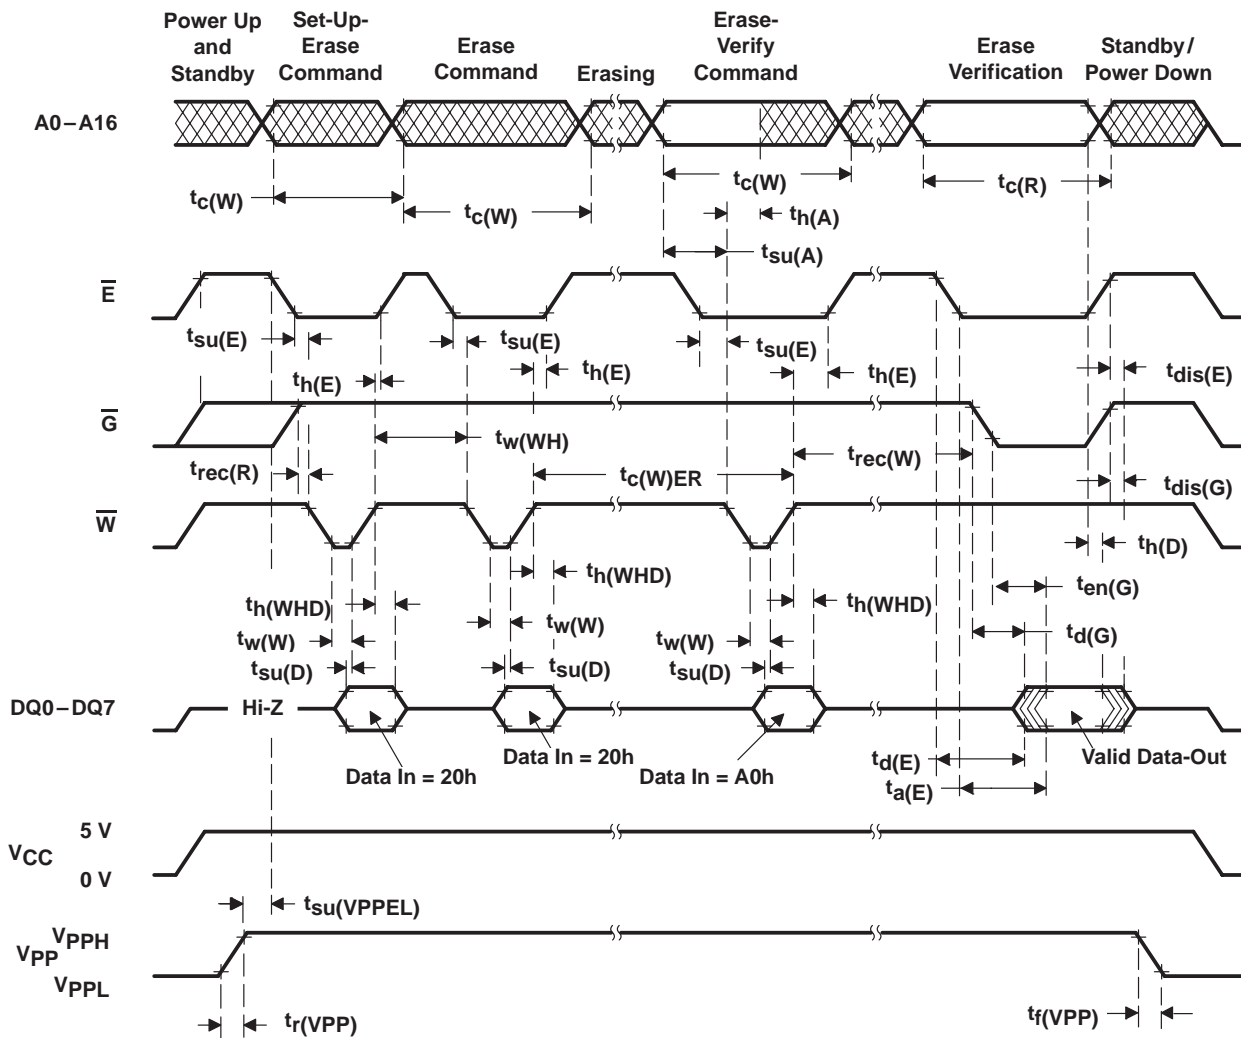 Power Up
and
Standby
Set-Up-
Erase
Command
Erase
Command
Erasing
Erase-
Verify
Command
Erase
Verification
Standby/
Power Down
A0–A16
tc(W)
tc(W)
tc(W)
tc(R)
th(A)
tsu(A)
E
tsu(E)
tsu(E)
tsu(E)
th(E)
th(E)
th(E)
tdis(E)
G
tw(WH)
trec(R)
tc(W)ER
trec(W)
tdis(G)
W
th(D)
th(WHD)
th(WHD)
th(WHD)
ten(G)
tw(W)
tw(W)
tw(W)
td(G)
tsu(D)
tsu(D)
tsu(D)
DQ0–DQ7
Hi-Z
Data In = 20h
Data In = 20h
Data In = A0h
Valid Data-Out
td(E)
ta(E)
5 V
VCC
0 V
tsu(VPPEL)
VPPH
VPP
VPPL
tr(VPP)
tf(VPP)